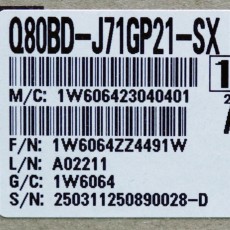 Q80BD-J71GP21-SX
M/C: 1W606423040401
F/N: 1W6064ZZ4491W
L/N: A02211
G/C: 1W6064
S/N: 250311250890028-D